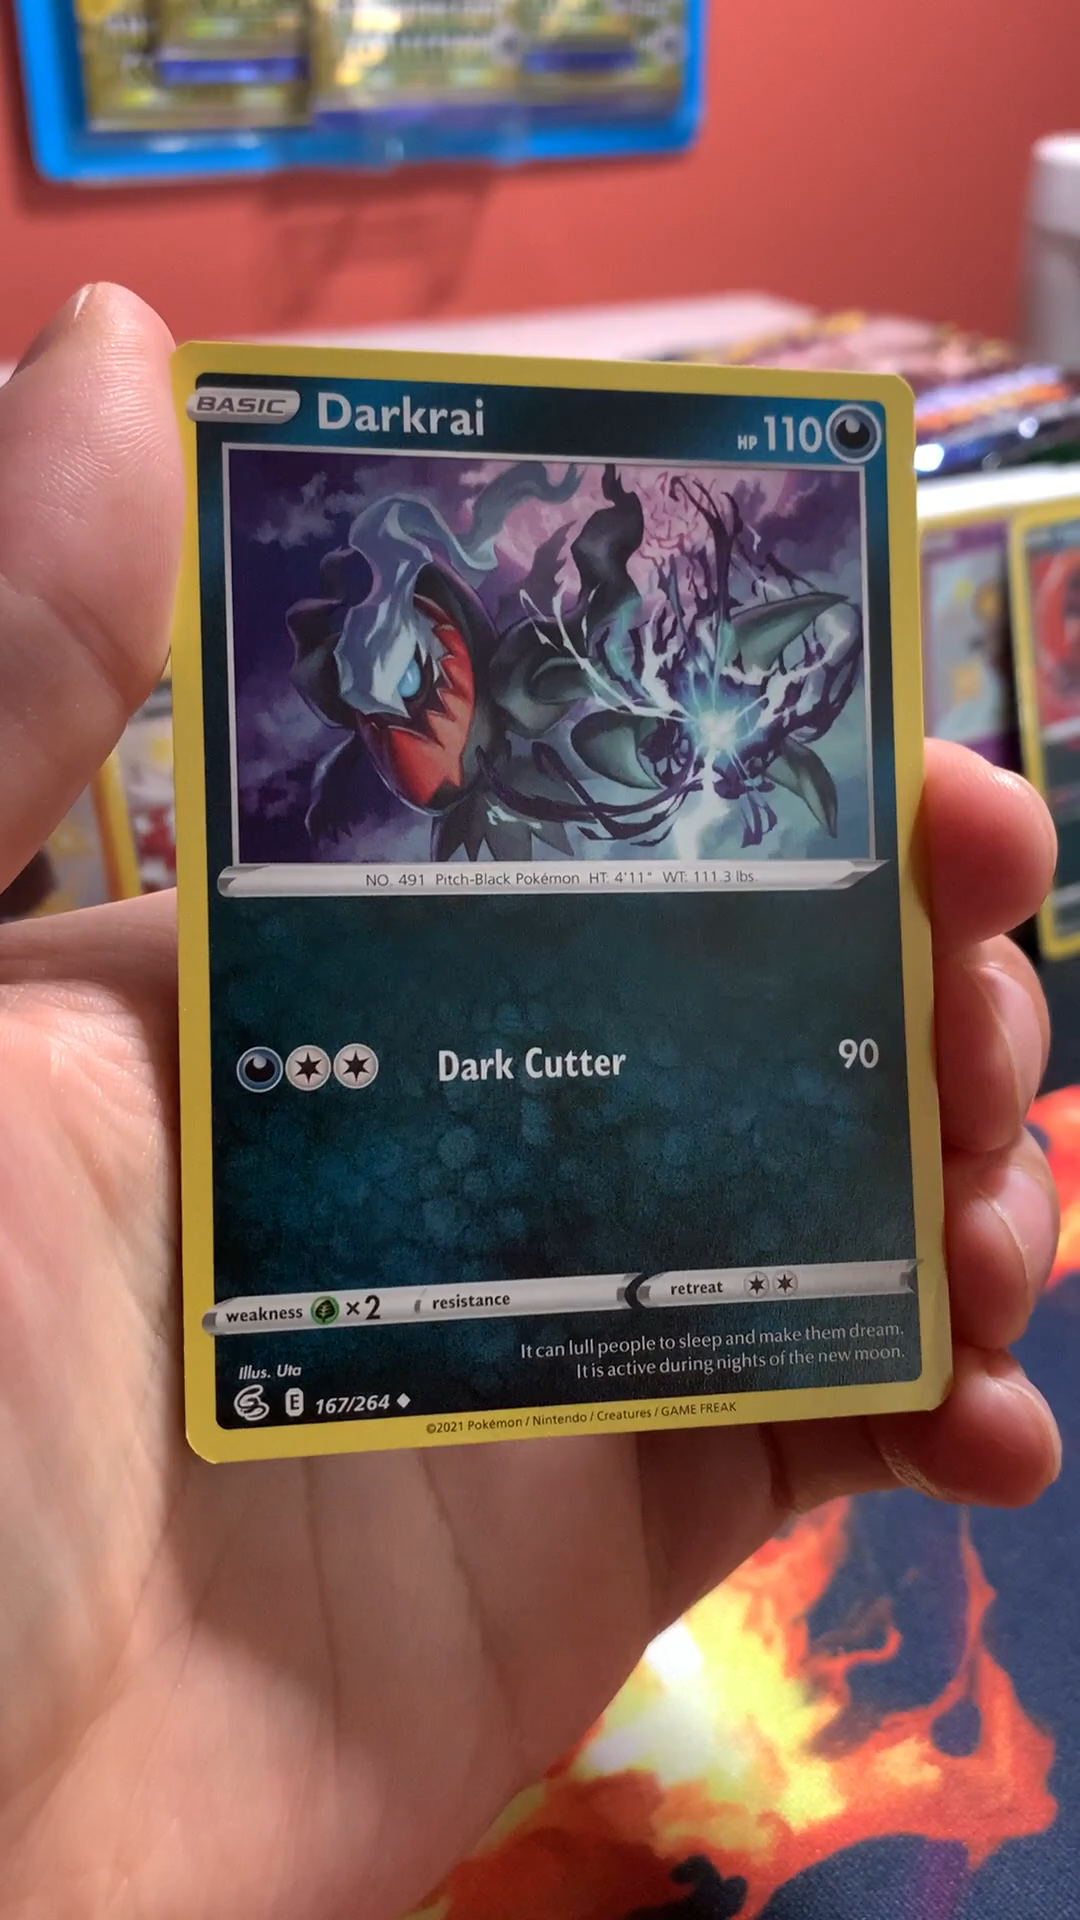 BASIC Darkrai HP 110
NO. 491 Pitch-Black Pokémon HT: 4'11" WT: 111.3 lbs.
Dark Cutter 90
weakness ×2 resistance retreat
It can lull people to sleep and make them dream.
It is active during nights of the new moon.
Illus. Uta
E 167/264
©2021 Pokémon / Nintendo / Creatures / GAME FREAK